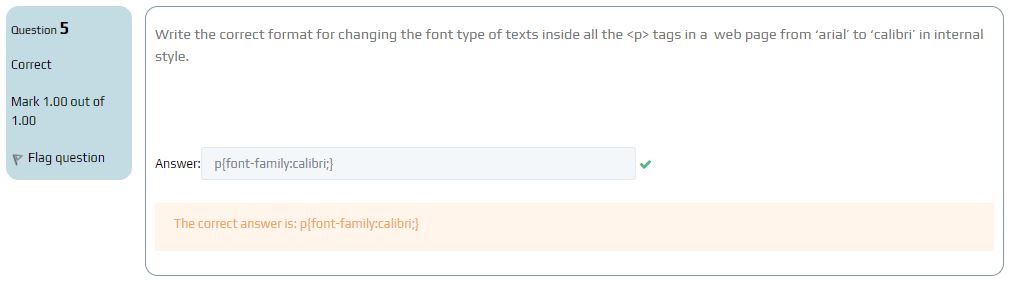 Question 5
Correct
Mark 1.00 out of
1.00
Flag question
Write the correct format for changing the font type of texts inside all the <p> tags in a  web page from ‘arial’ to ‘calibri’ in internal
style.
Answer: p{font-family:calibri;}
The correct answer is: p{font-family:calibri;}